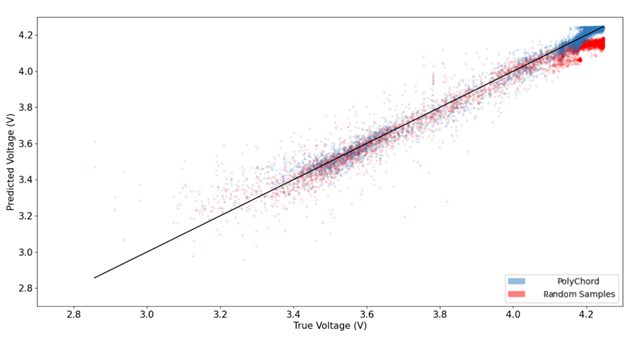 4.2
4.0
3.8
3.6
3.4
3.2
3.0
2.8
Predicted Voltage (V)
2.8 3.0 3.2 3.4 3.6 3.8 4.0 4.2
True Voltage (V)
PolyChord
Random Samples